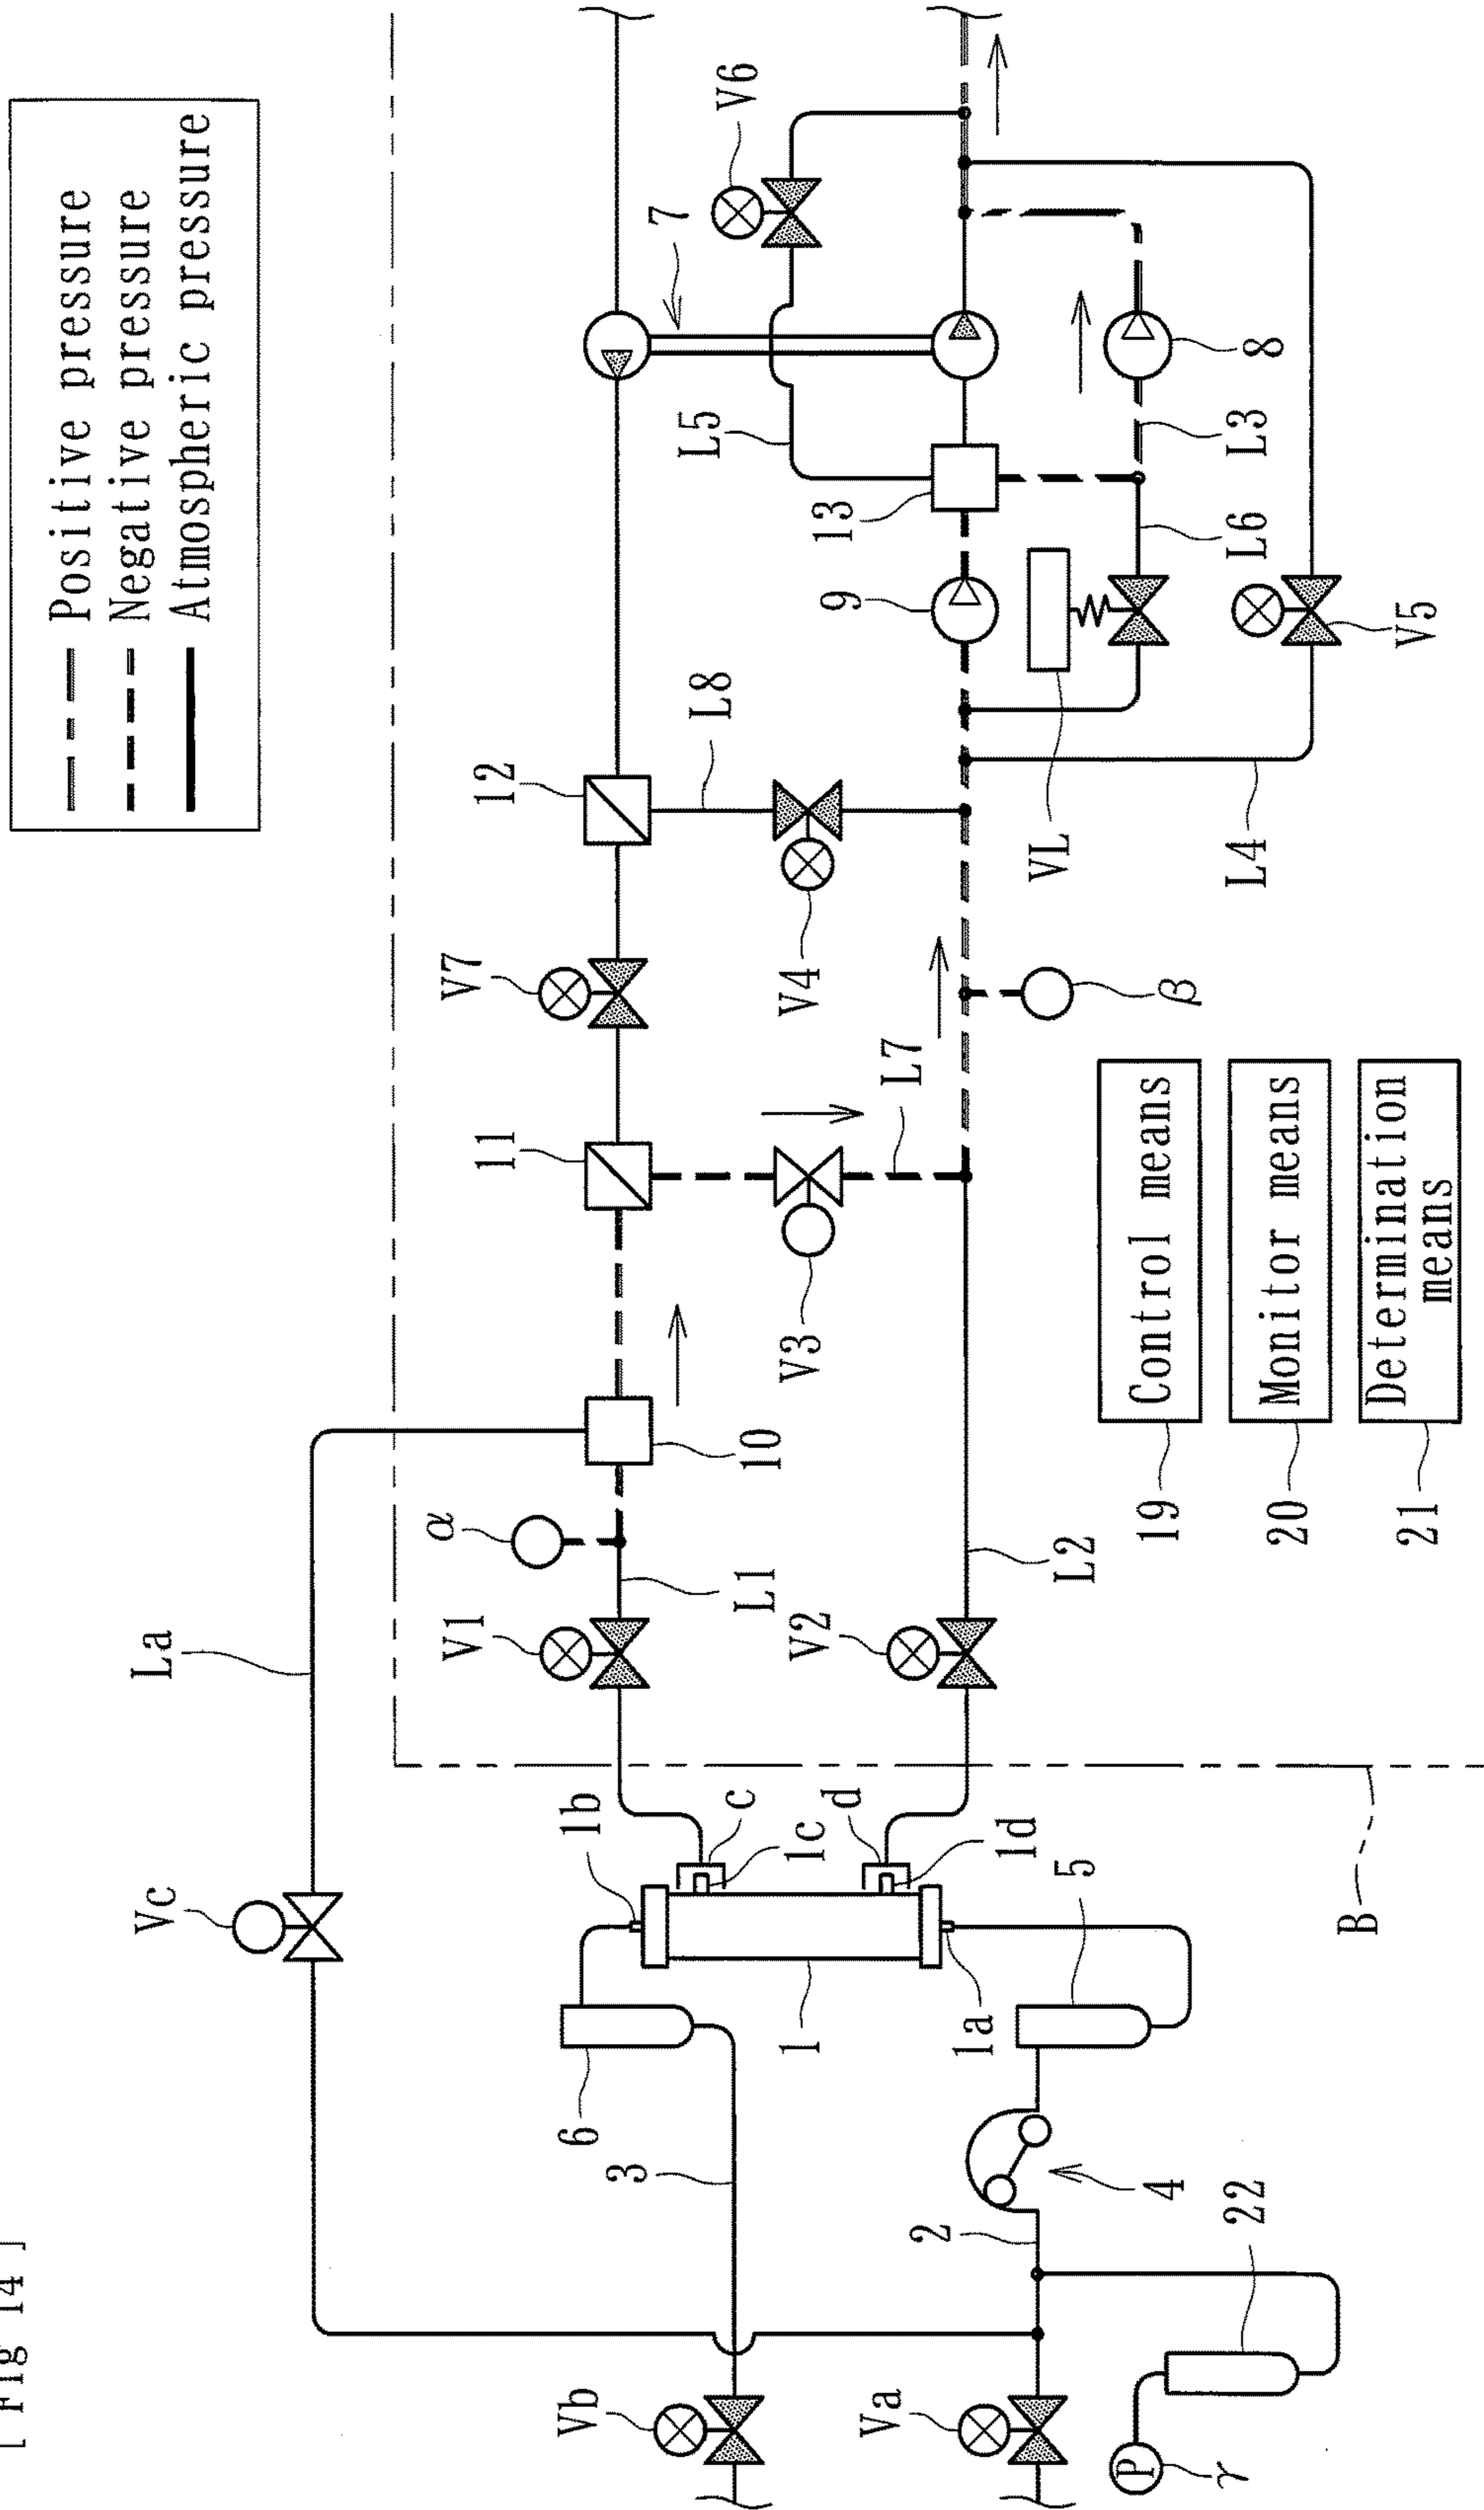 [ Fig 14 ]
Positive pressure
Negative pressure
Atmospheric pressure
La
Vc
V1
α
10
11
V7
12
L8
V6
7
L5
13
9
L1
V3
L7
V4
V2
L2
β
VL
L6
L3
8
L4
V5
1b
c
1c
d
1d
6
3
1
1a
5
4
2
22
Vb
Va
P
γ
B
19
Control means
20
Monitor means
21
Determination
means